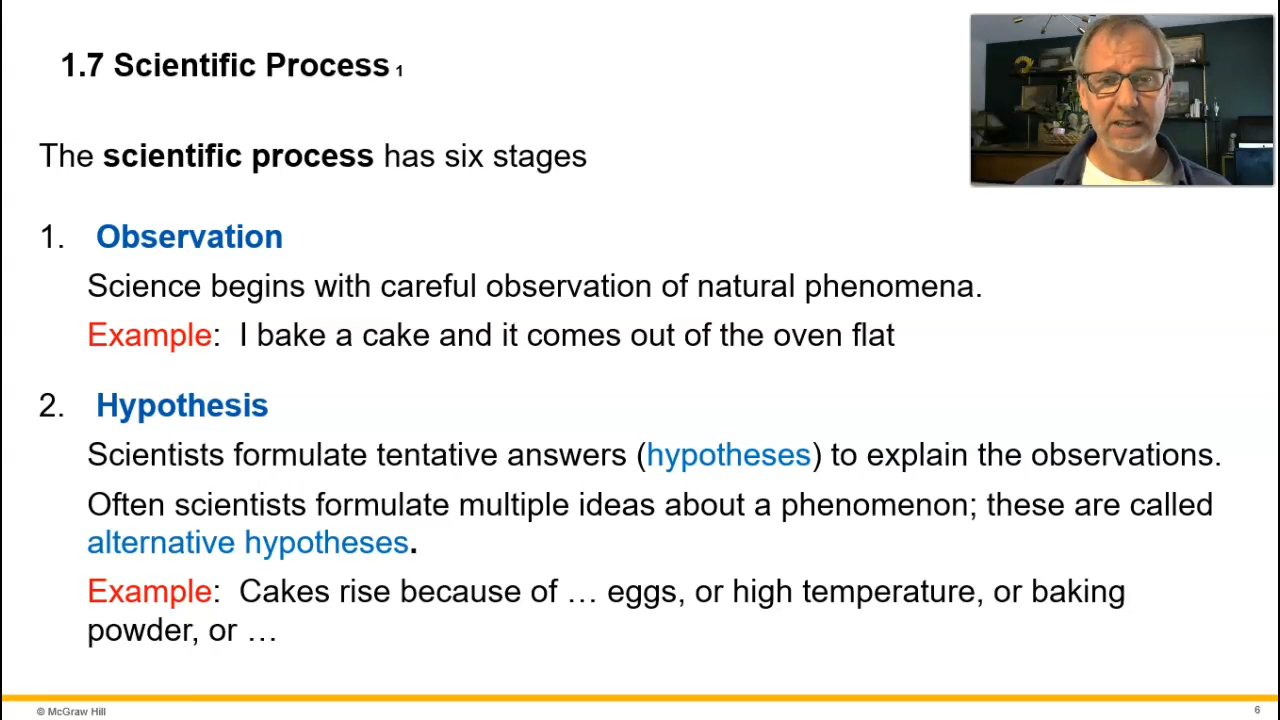 1.7 Scientific Process 1
The scientific process has six stages
1. Observation
Science begins with careful observation of natural phenomena.
Example: I bake a cake and it comes out of the oven flat
2. Hypothesis
Scientists formulate tentative answers (hypotheses) to explain the observations.
Often scientists formulate multiple ideas about a phenomenon; these are called
alternative hypotheses.
Example: Cakes rise because of … eggs, or high temperature, or baking
powder, or …
© McGraw Hill
6